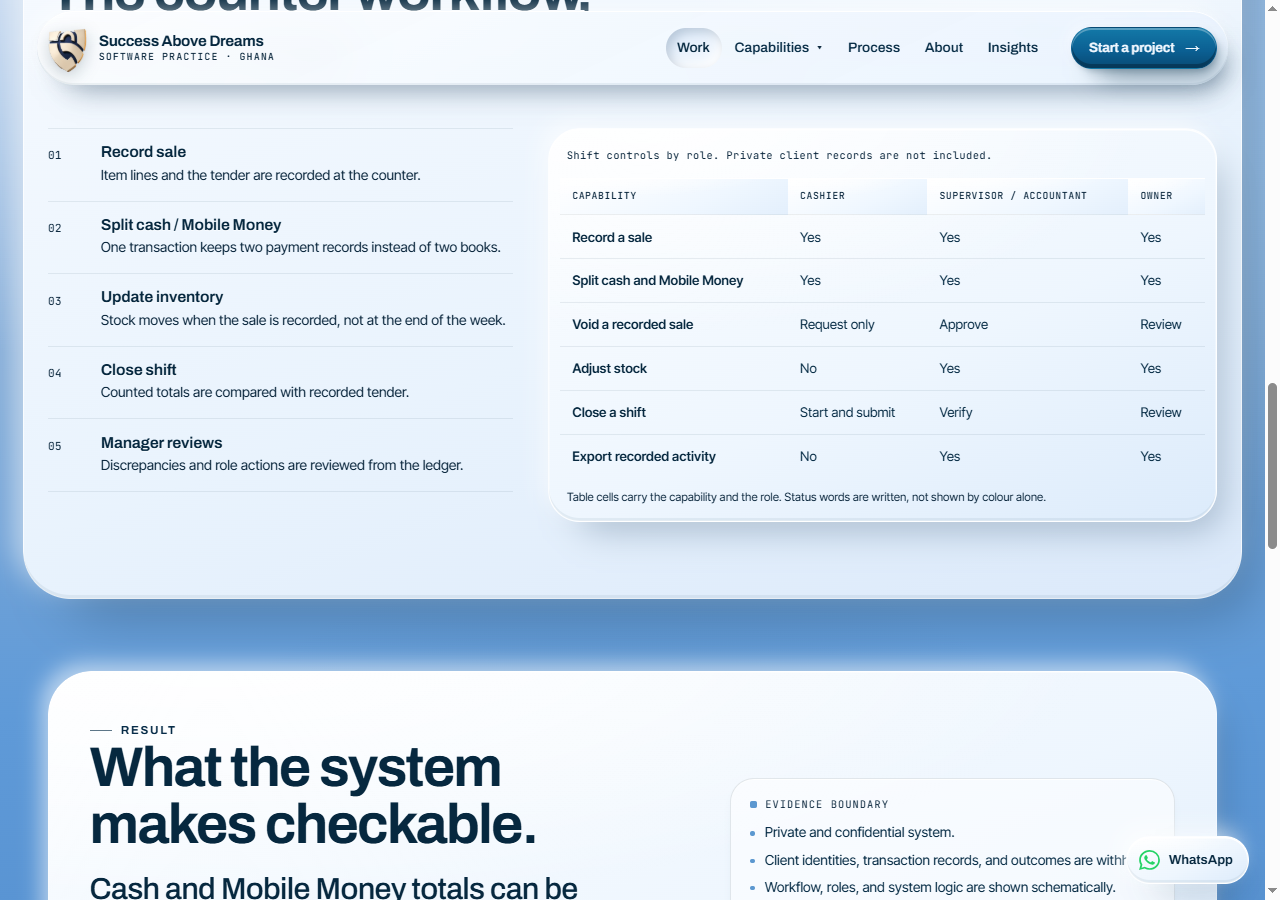 The counter workflow,
Success Above Dreams
SOFTWARE PRACTICE · GHANA
Work
Capabilities
Process
About
Insights
Start a project →
01
Record sale
Item lines and the tender are recorded at the counter.
02
Split cash / Mobile Money
One transaction keeps two payment records instead of two books.
03
Update inventory
Stock moves when the sale is recorded, not at the end of the week.
04
Close shift
Counted totals are compared with recorded tender.
05
Manager reviews
Discrepancies and role actions are reviewed from the ledger.
Shift controls by role. Private client records are not included.
CAPABILITY CASHIER SUPERVISOR / ACCOUNTANT OWNER
Record a sale Yes Yes Yes
Split cash and Mobile Money Yes Yes Yes
Void a recorded sale Request only Approve Review
Adjust stock No Yes Yes
Close a shift Start and submit Verify Review
Export recorded activity No Yes Yes
Table cells carry the capability and the role. Status words are written, not shown by colour alone.
RESULT
What the system
makes checkable.
Cash and Mobile Money totals can be
EVIDENCE BOUNDARY
Private and confidential system.
Client identities, transaction records, and outcomes are
Workflow, roles, and system logic are shown schematically.
WhatsApp